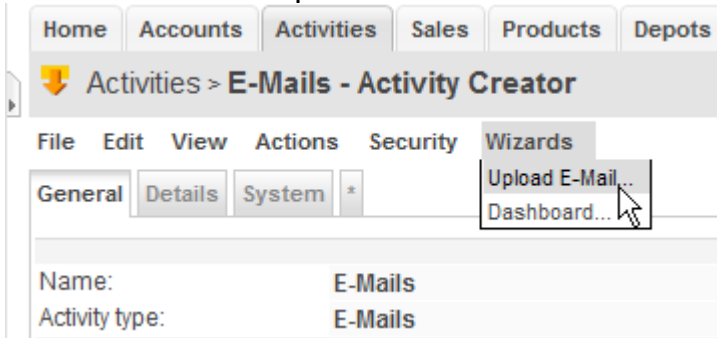 Home Accounts Activities Sales Products Depots
Activities > E-Mails - Activity Creator
File Edit View Actions Security Wizards
Upload E-Mail...
General Details System *
Dashboard...
Name: E-Mails
Activity type: E-Mails